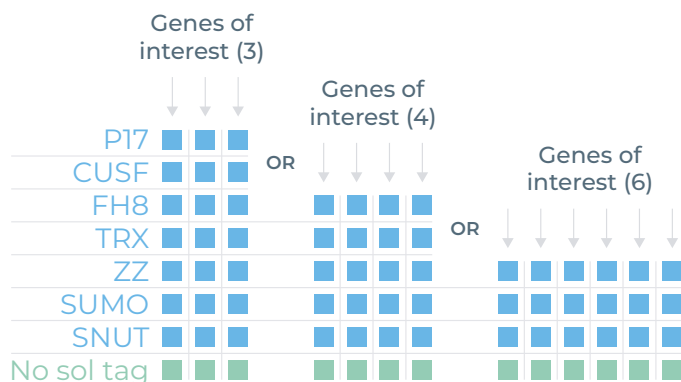 Genes of
interest (3)
Genes of
interest (4)
Genes of
interest (6)
P17
CUSF
OR
FH8
TRX
OR
ZZ
SUMO
SNUT
No sol tag